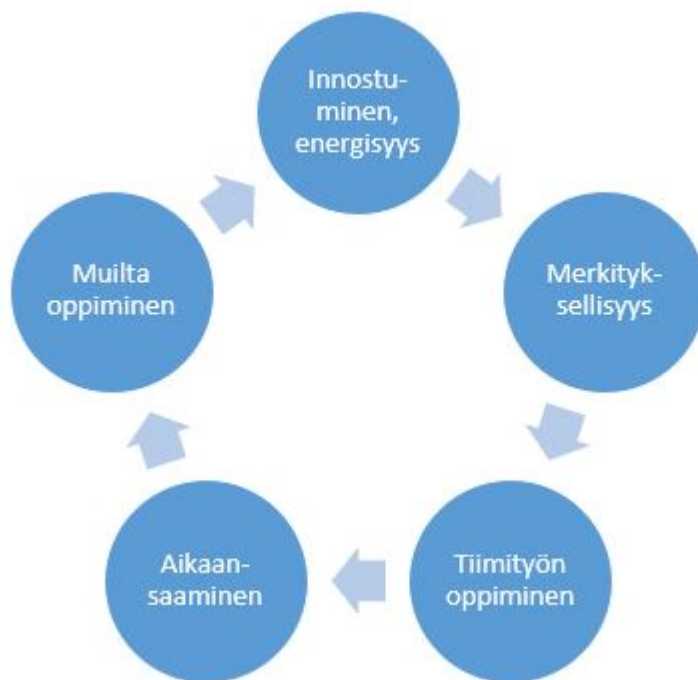 Innostu-
minen,
energisyys
Merkityk-
sellisyys
Tiimityön
oppiminen
Aikaan-
saaminen
Muilta
oppiminen